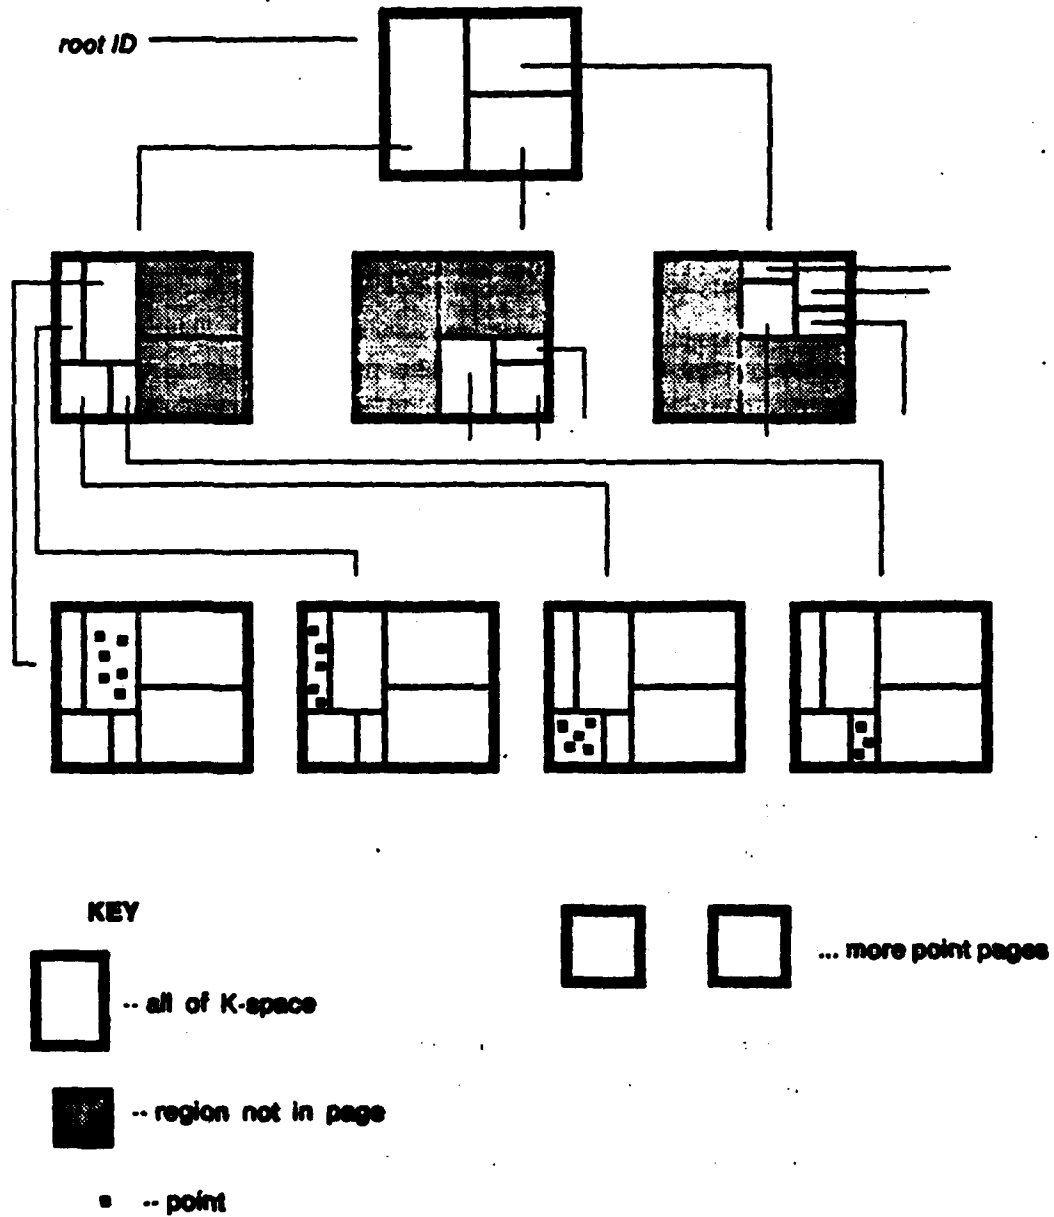 root ID
KEY
... more point pages
-- all of K-space
-- region not in page
-- point